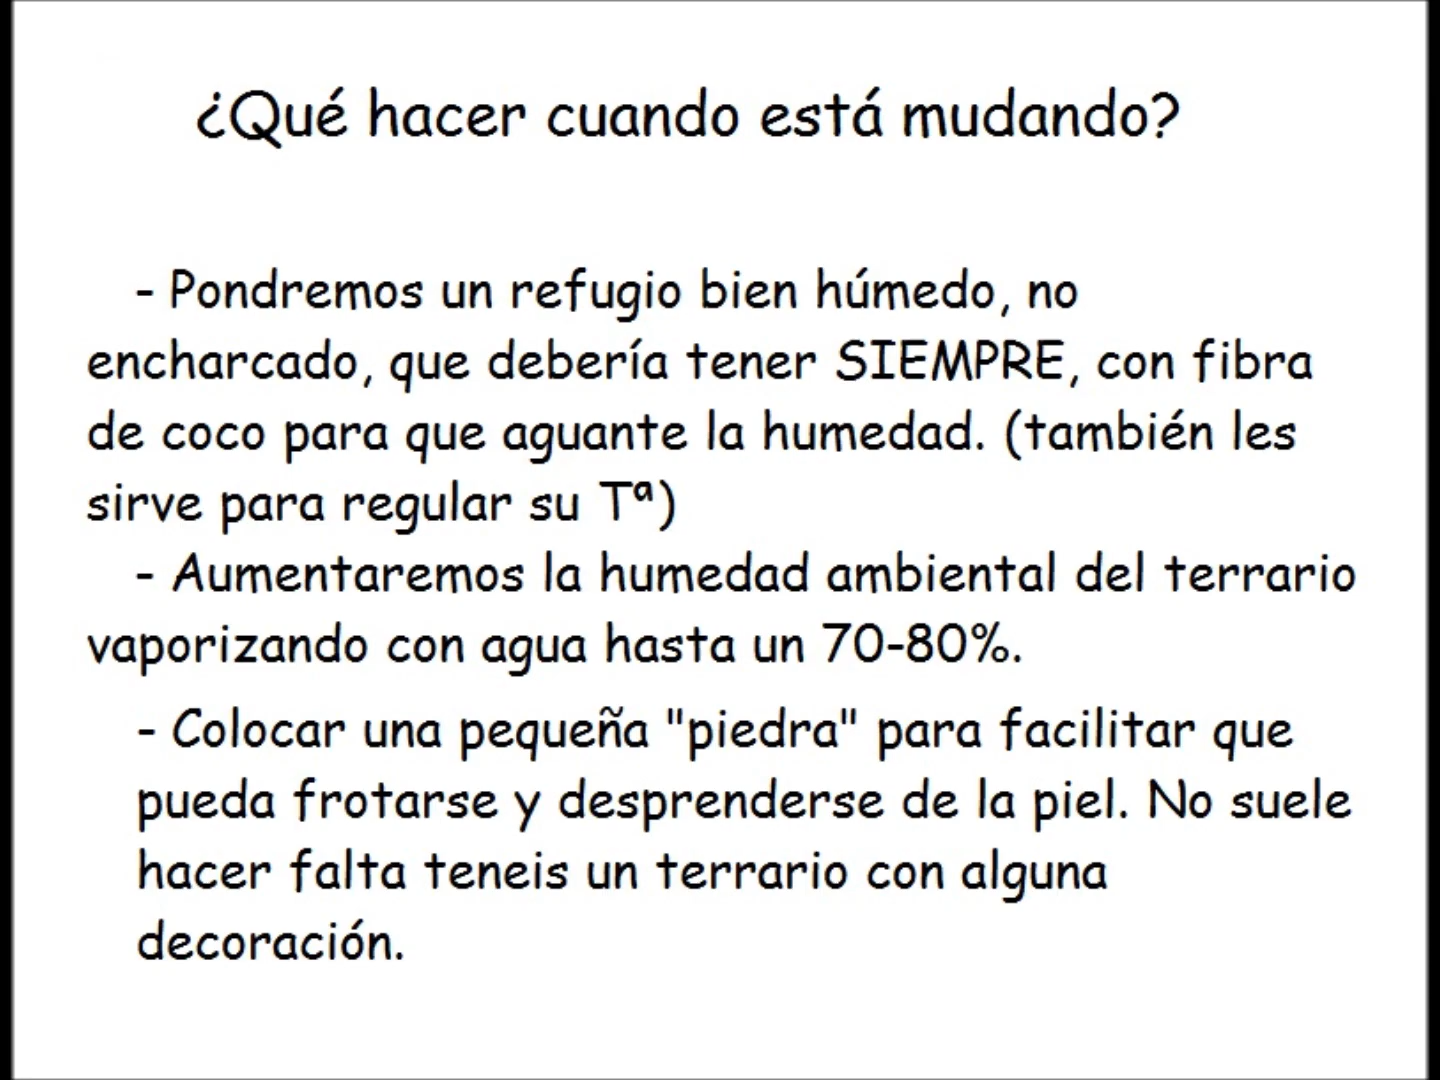 ¿Qué hacer cuando está mudando?
- Pondremos un refugio bien húmedo, no
encharcado, que debería tener SIEMPRE, con fibra
de coco para que aguante la humedad. (también les
sirve para regular su Tª)
- Aumentaremos la humedad ambiental del terrario
vaporizando con agua hasta un 70-80%.
- Colocar una pequeña "piedra" para facilitar que
pueda frotarse y desprenderse de la piel. No suele
hacer falta teneis un terrario con alguna
decoración.